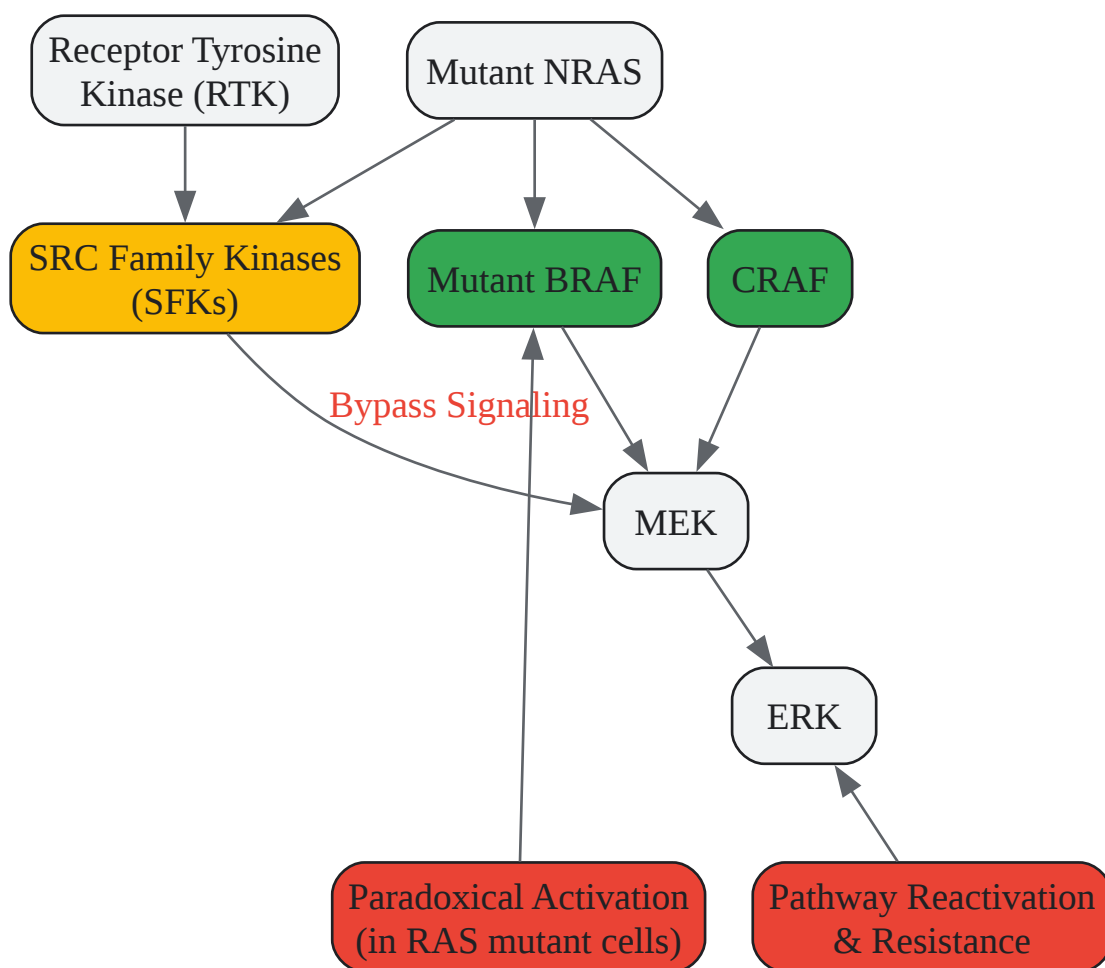 Receptor Tyrosine
Kinase (RTK)
Mutant NRAS
SRC Family Kinases
(SFKs)
Mutant BRAF
CRAF
Bypass Signaling
MEK
ERK
Paradoxical Activation
(in RAS mutant cells)
Pathway Reactivation
& Resistance